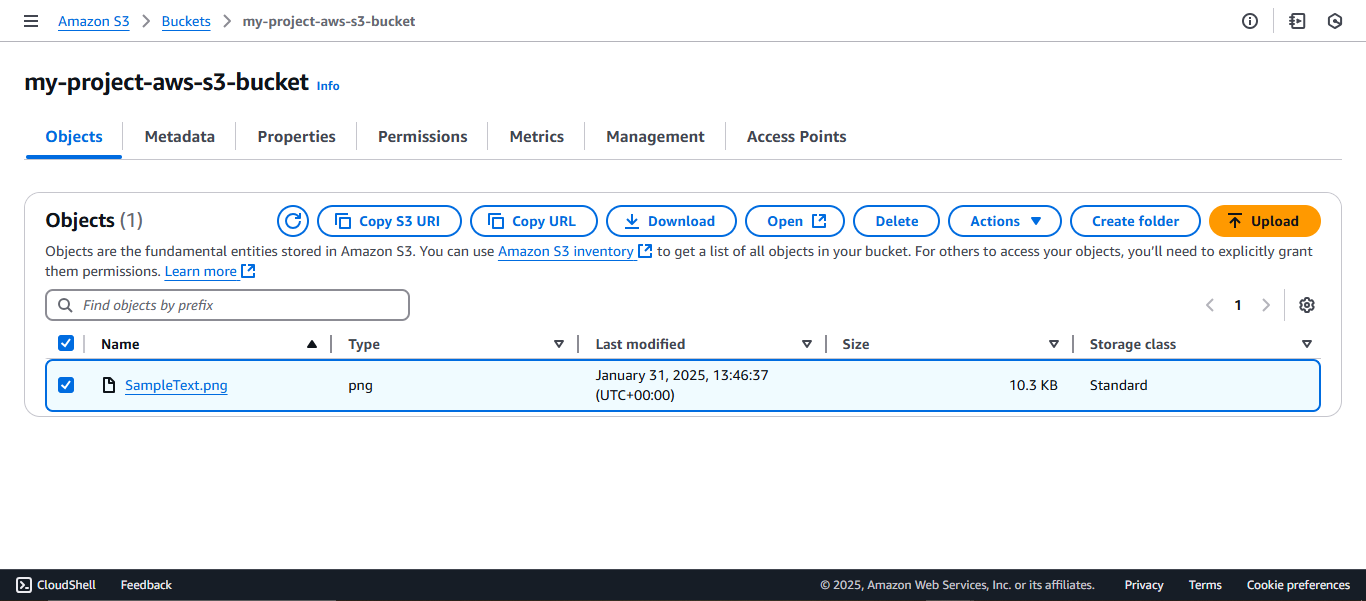 Amazon S3 > Buckets > my-project-aws-s3-bucket
my-project-aws-s3-bucket Info
Objects Metadata Properties Permissions Metrics Management Access Points
Objects (1) Copy S3 URI Copy URL Download Open Delete Actions Create folder Upload
Objects are the fundamental entities stored in Amazon S3. You can use Amazon S3 inventory to get a list of all objects in your bucket. For others to access your objects, you’ll need to explicitly grant
them permissions. Learn more
Find objects by prefix 1
Name Type Last modified Size Storage class
SampleText.png png January 31, 2025, 13:46:37 10.3 KB Standard
(UTC+00:00)
CloudShell Feedback © 2025, Amazon Web Services, Inc. or its affiliates. Privacy Terms Cookie preferences